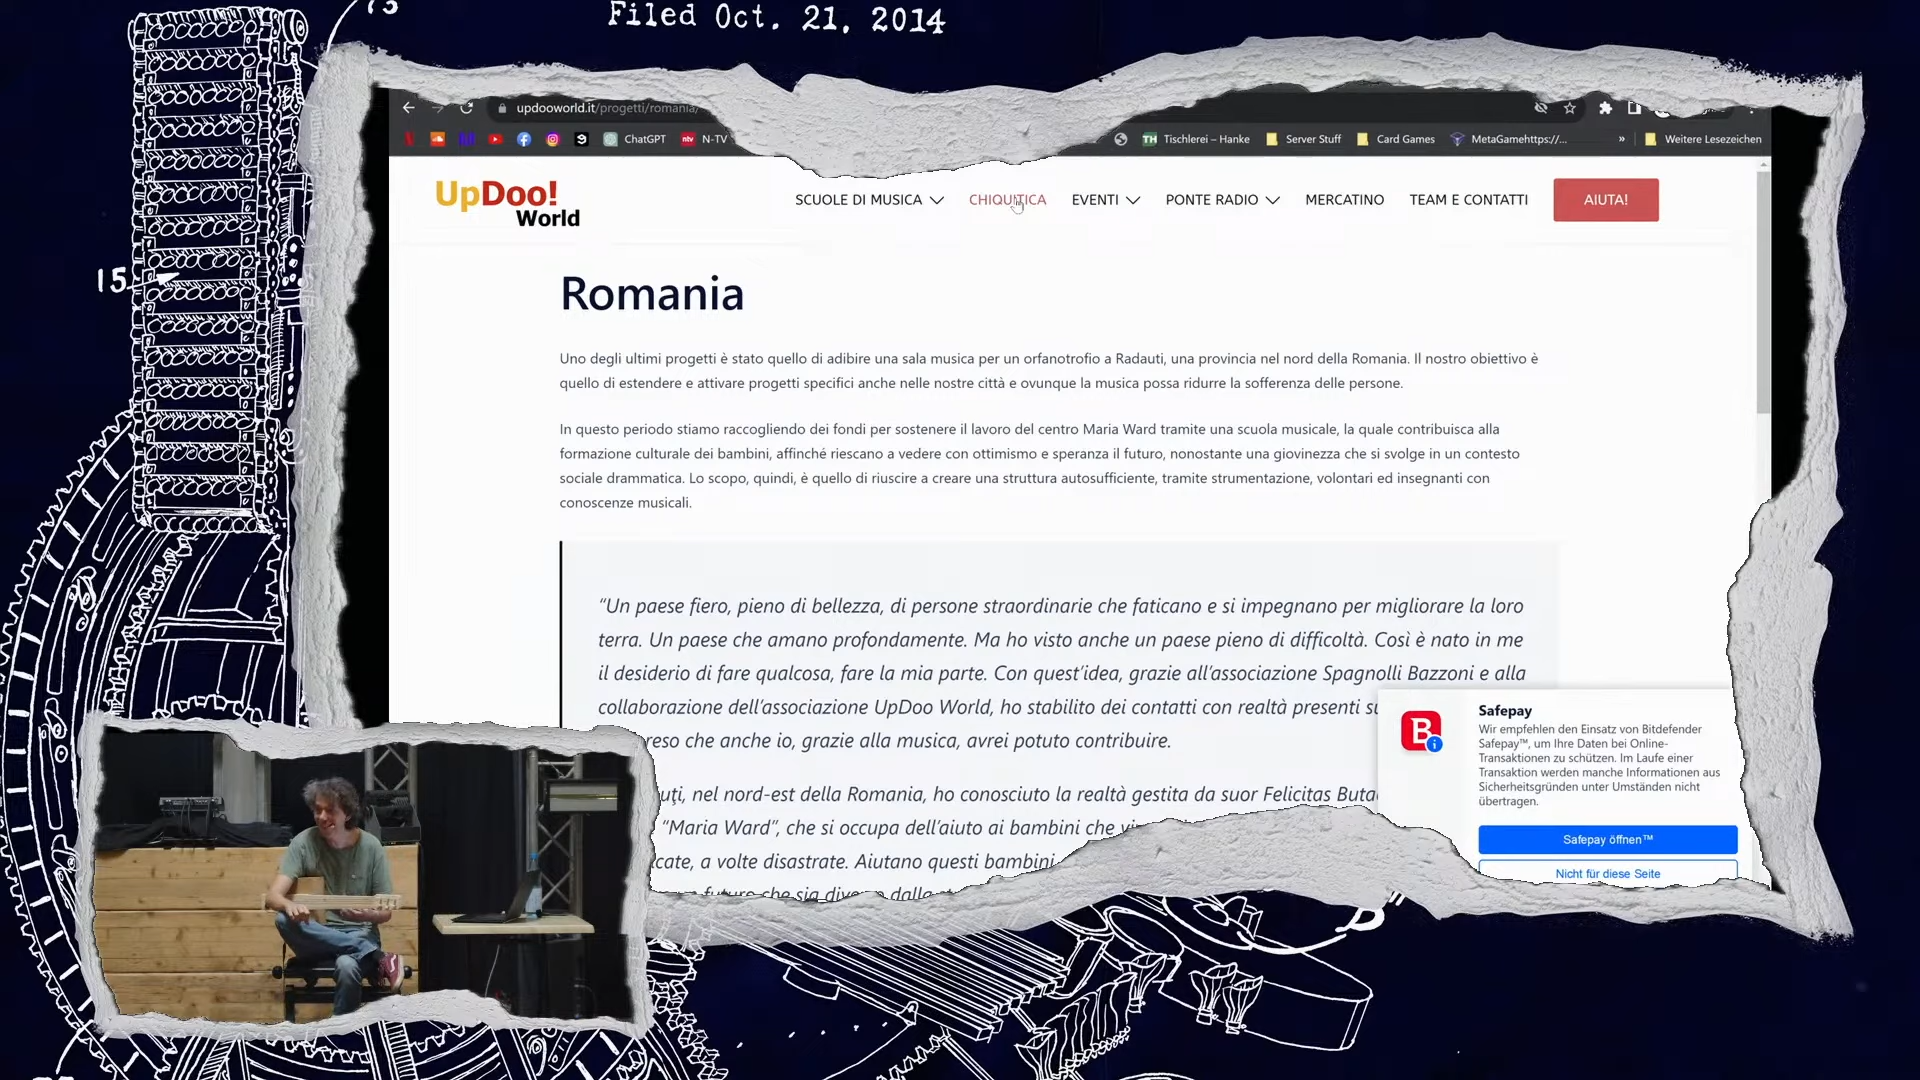 73
Filed Oct. 21, 2014
15
updooworld.it/progetti/romania/
ChatGPT
ntv N-TV
TH Tischlerei – Hanke
Server Stuff
Card Games
MetaGamehttps://...
»
Weitere Lesezeichen
UpDoo!
World
SCUOLE DI MUSICA
CHIQUITICA
EVENTI
PONTE RADIO
MERCATINO
TEAM E CONTATTI
AIUTA!
Romania
Uno degli ultimi progetti è stato quello di adibire una sala musica per un orfanotrofio a Radauti, una provincia nel nord della Romania. Il nostro obiettivo è
quello di estendere e attivare progetti specifici anche nelle nostre città e ovunque la musica possa ridurre la sofferenza delle persone.
In questo periodo stiamo raccogliendo dei fondi per sostenere il lavoro del centro Maria Ward tramite una scuola musicale, la quale contribuisca alla
formazione culturale dei bambini, affinché riescano a vedere con ottimismo e speranza il futuro, nonostante una giovinezza che si svolge in un contesto
sociale drammatica. Lo scopo, quindi, è quello di riuscire a creare una struttura autosufficiente, tramite strumentazione, volontari ed insegnanti con
conoscenze musicali.
“Un paese fiero, pieno di bellezza, di persone straordinarie che faticano e si impegnano per migliorare la loro
terra. Un paese che amano profondamente. Ma ho visto anche un paese pieno di difficoltà. Così è nato in me
il desiderio di fare qualcosa, fare la mia parte. Con quest’idea, grazie all’associazione Spagnolli Bazzoni e alla
collaborazione dell’associazione UpDoo World, ho stabilito dei contatti con realtà presenti su
reso che anche io, grazie alla musica, avrei potuto contribuire.
uţi, nel nord-est della Romania, ho conosciuto la realtà gestita da suor Felicitas Buta
“Maria Ward”, che si occupa dell’aiuto ai bambini che
cate, a volte disastrate. Aiutano questi bambini
futuro che sia
Safepay
Wir empfehlen den Einsatz von Bitdefender
Safepay™, um Ihre Daten bei Online-
Transaktionen zu schützen. Im Laufe einer
Transaktion werden manche Informationen aus
Sicherheitsgründen unter Umständen nicht
übertragen.
Safepay öffnen™
Nicht für diese Seite